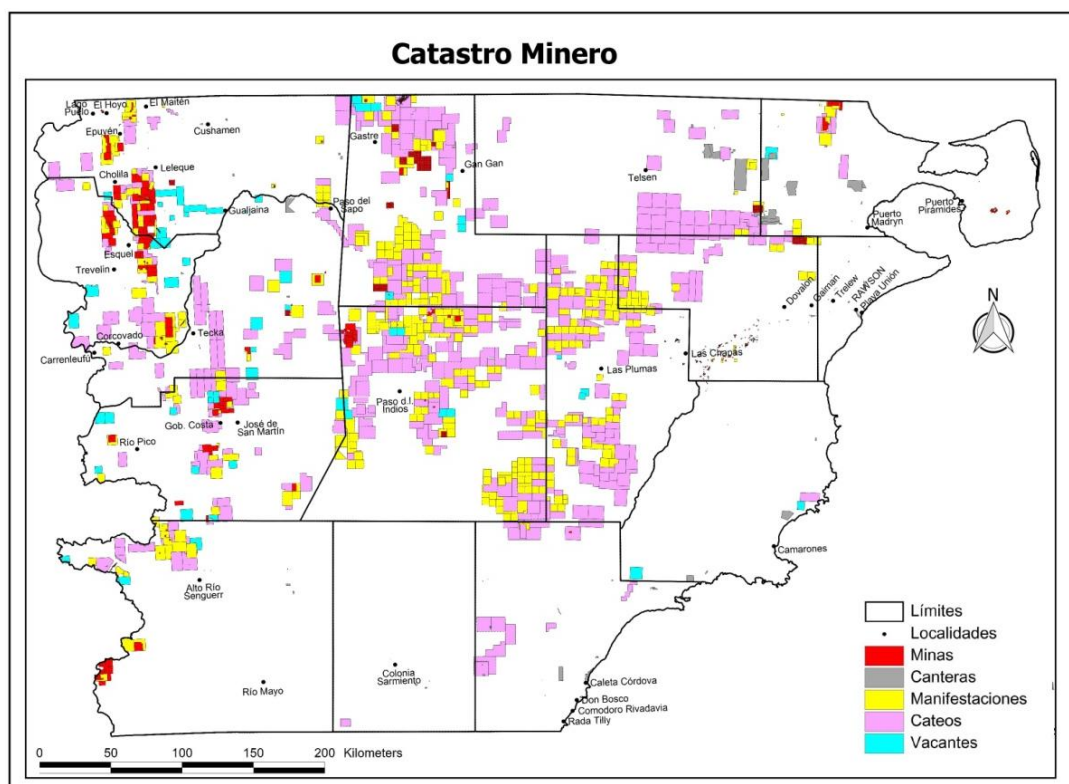 Catastro Minero
Lago
Puelo
El Hoyo
El Maitén
Epuyén
Cushamen
Cholila
Leleque
Gualjaina
Paso del
Sapo
Gastre
Gan Gan
Telsen
Puerto
Madryn
Puerto
Pirámides
Esquel
Trevelin
Corcovado
Carrenleufú
Tecka
Dovalon
Gaiman
Trelew
RAWSON
Playa Unión
N
Las Chapas
Las Plumas
Paso d.l.
Indios
Gob. Costa
José de
San Martín
Río Pico
Camarones
Alto Río
Senguerr
Río Mayo
Colonia
Sarmiento
Caleta Córdova
Don Bosco
Comodoro Rivadavia
Rada Tilly
Límites
Localidades
Minas
Canteras
Manifestaciones
Cateos
Vacantes
0 50 100 150 200 Kilometers